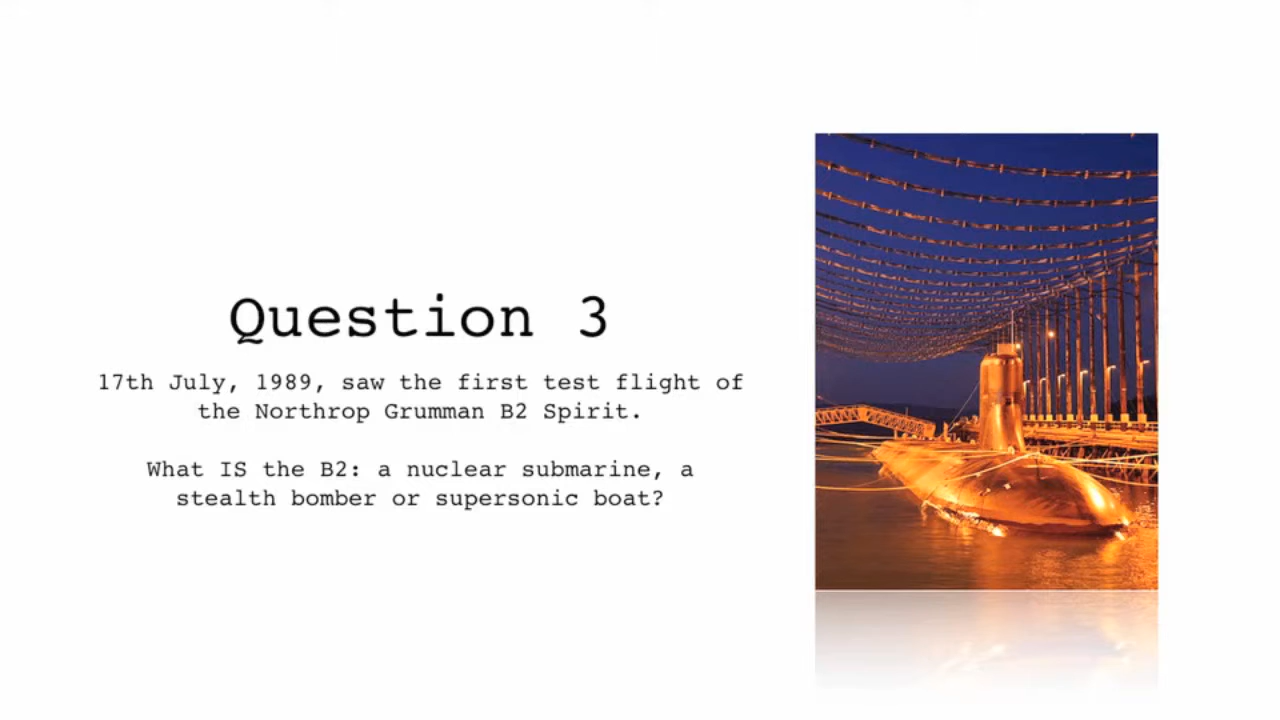 Question 3
17th July, 1989, saw the first test flight of
the Northrop Grumman B2 Spirit.
What IS the B2: a nuclear submarine, a
stealth bomber or supersonic boat?